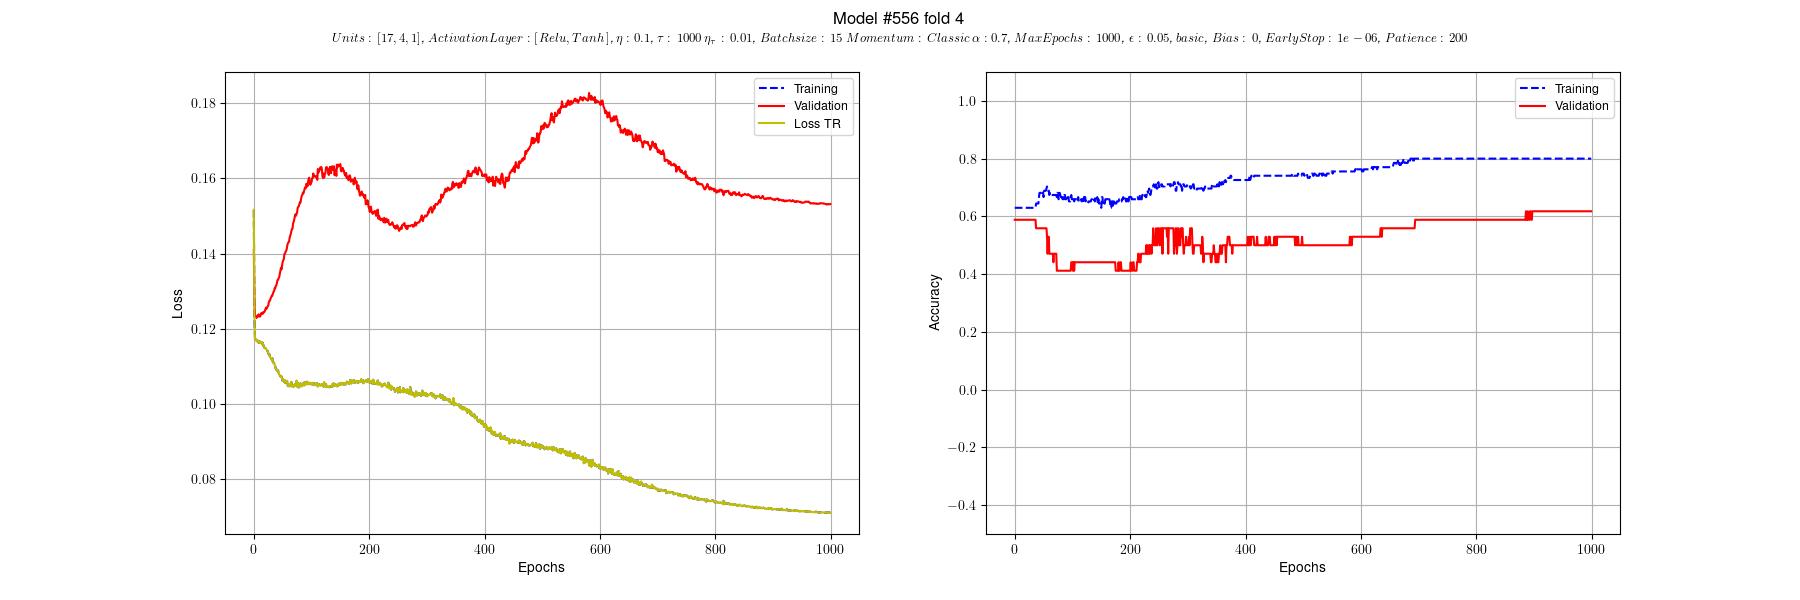 Model #556 fold 4
Units : [17, 4, 1], ActivationLayer : [Relu, Tanh], η : 0.1, τ : 1000 ητ : 0.01, Batchsize : 15 Momentum : Classic α : 0.7, MaxEpochs : 1000, ϵ : 0.05, basic, Bias : 0, EarlyStop : 1e − 06, Patience : 200
Loss
0.18
0.16
0.14
0.12
0.10
0.08
Training
Validation
Loss TR
0 200 400 600 800 1000
Epochs
Accuracy
1.0
0.8
0.6
0.4
0.2
0.0
−0.2
−0.4
Training
Validation
0 200 400 600 800 1000
Epochs